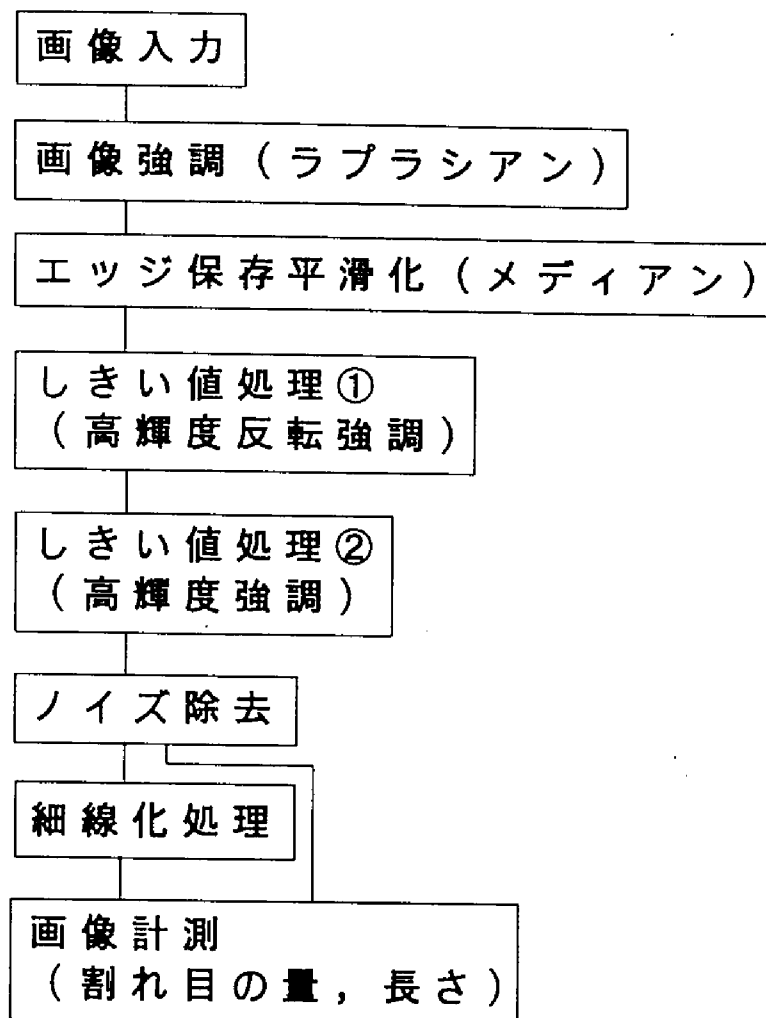 画像入力
画像強調(ラプラシアン)
エッジ保存平滑化(メディアン)
しきい値処理①
(高輝度反転強調)
しきい値処理②
(高輝度強調)
ノイズ除去
細線化処理
画像計測
(割れ目の量,長さ)